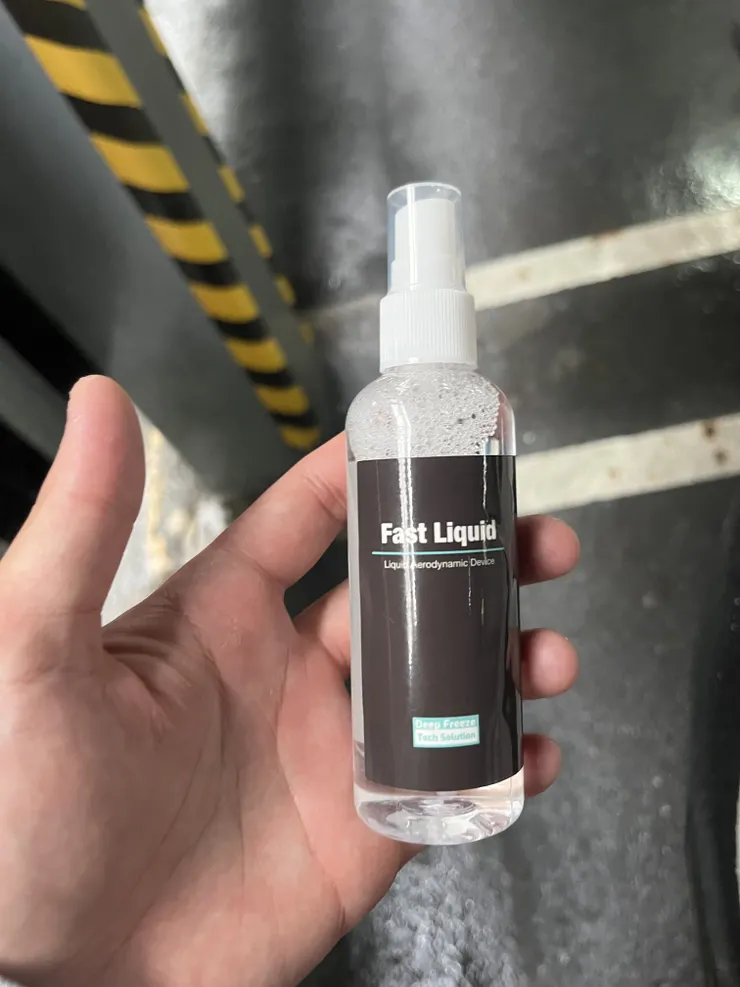 Fast Liquid
Liquid Aerodynamic Device
Deep Freeze
Tech Solution